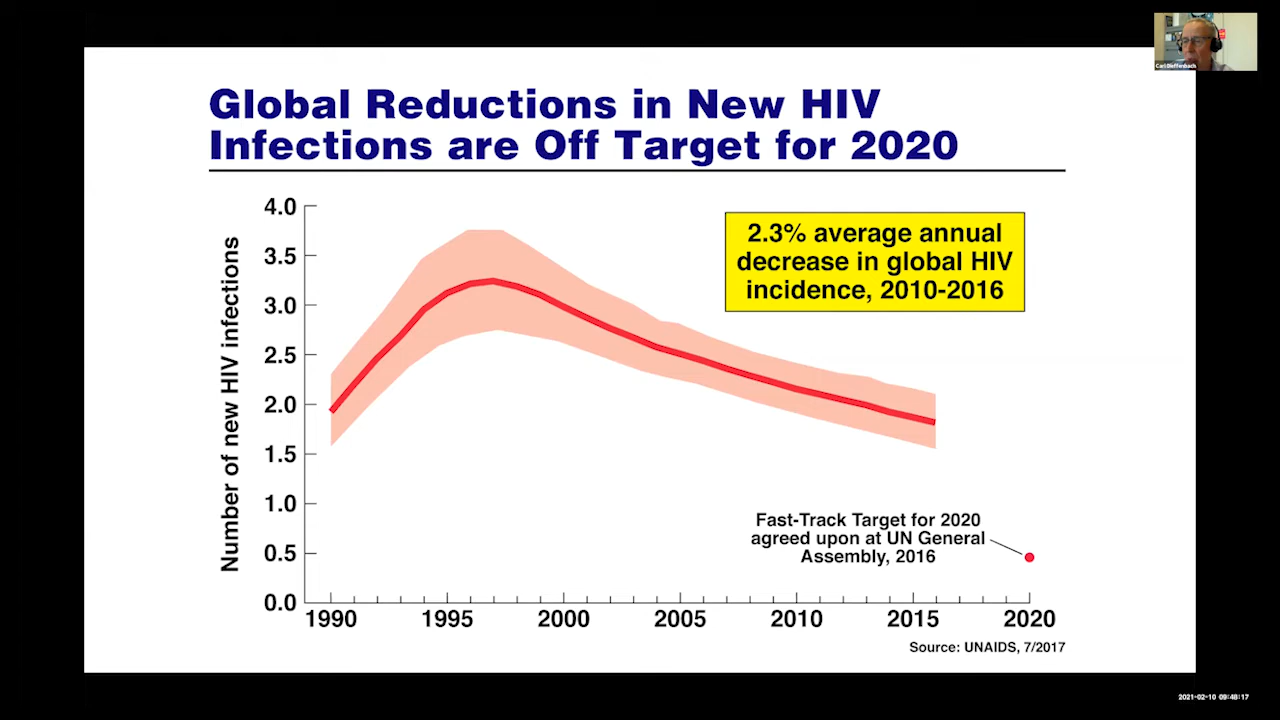 Carl Dieffenbach
Global Reductions in New HIV
Infections are Off Target for 2020
Number of new HIV infections
4.0
3.5
3.0
2.5
2.0
1.5
1.0
0.5
0.0
2.3% average annual
decrease in global HIV
incidence, 2010-2016
Fast-Track Target for 2020
agreed upon at UN General
Assembly, 2016
1990 1995 2000 2005 2010 2015 2020
Source: UNAIDS, 7/2017
2021-02-10 09:48:17